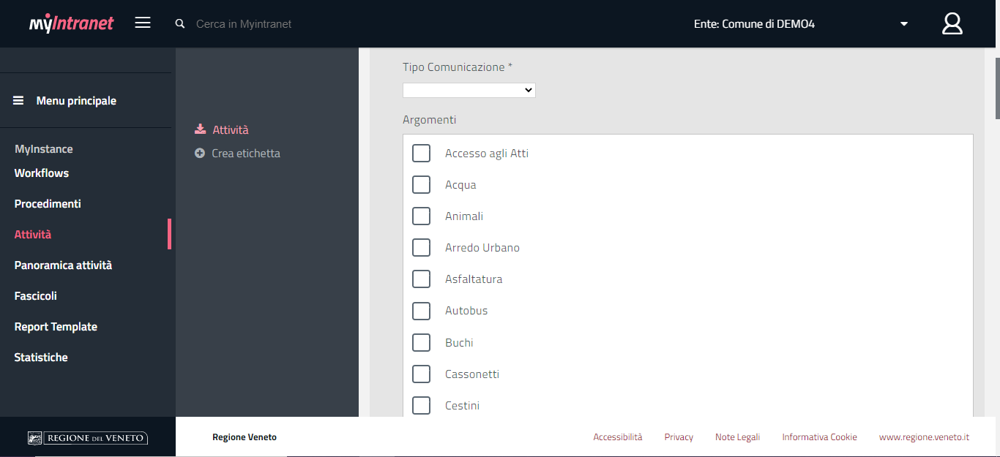 myIntranet
Cerca in Myintranet
Ente: Comune di DEMO4
Menu principale
MyInstance
Workflows
Procedimenti
Attività
Panoramica attività
Fascicoli
Report Template
Statistiche
REGIONE DEL VENETO
Attività
Crea etichetta
Tipo Comunicazione *
Argomenti
Accesso agli Atti
Acqua
Animali
Arredo Urbano
Asfaltatura
Autobus
Buchi
Cassonetti
Cestini
Regione Veneto
Accessibilità
Privacy
Note Legali
Informativa Cookie
www.regione.veneto.it